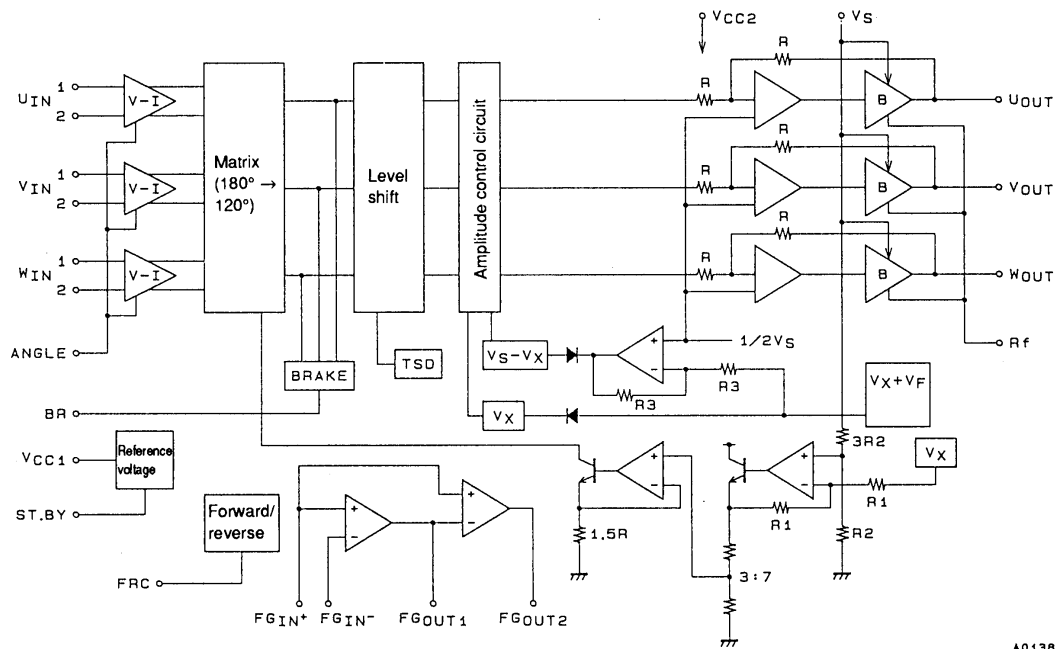 VCC2 VS
R
R
UIN 1 2 V-I
B UOUT
Matrix (180° → 120°)
Level shift
Amplitude control circuit
R
R
VIN 1 2 V-I
B VOUT
R
R
WIN 1 2 V-I
B WOUT
ANGLE
BRAKE
TSD
VS-VX
+
-
1/2VS
Rf
R3
R3
VX+VF
BR
VX
3R2
VCC1
Reference voltage
+
-
+
-
VX
R1
R1
ST.BY
Forward/ reverse
+
-
+
-
1.5R
R2
3:7
FRC
FGIN+ FGIN- FGOUT1 FGOUT2
A0138